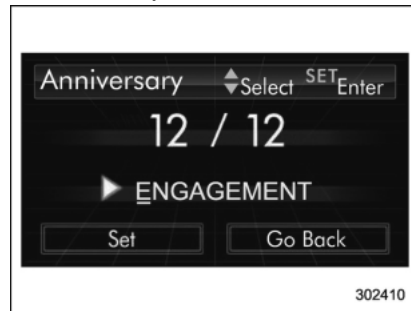 Anniversary Select SET Enter
12 / 12
ENGAGEMENT
Set Go Back
302410